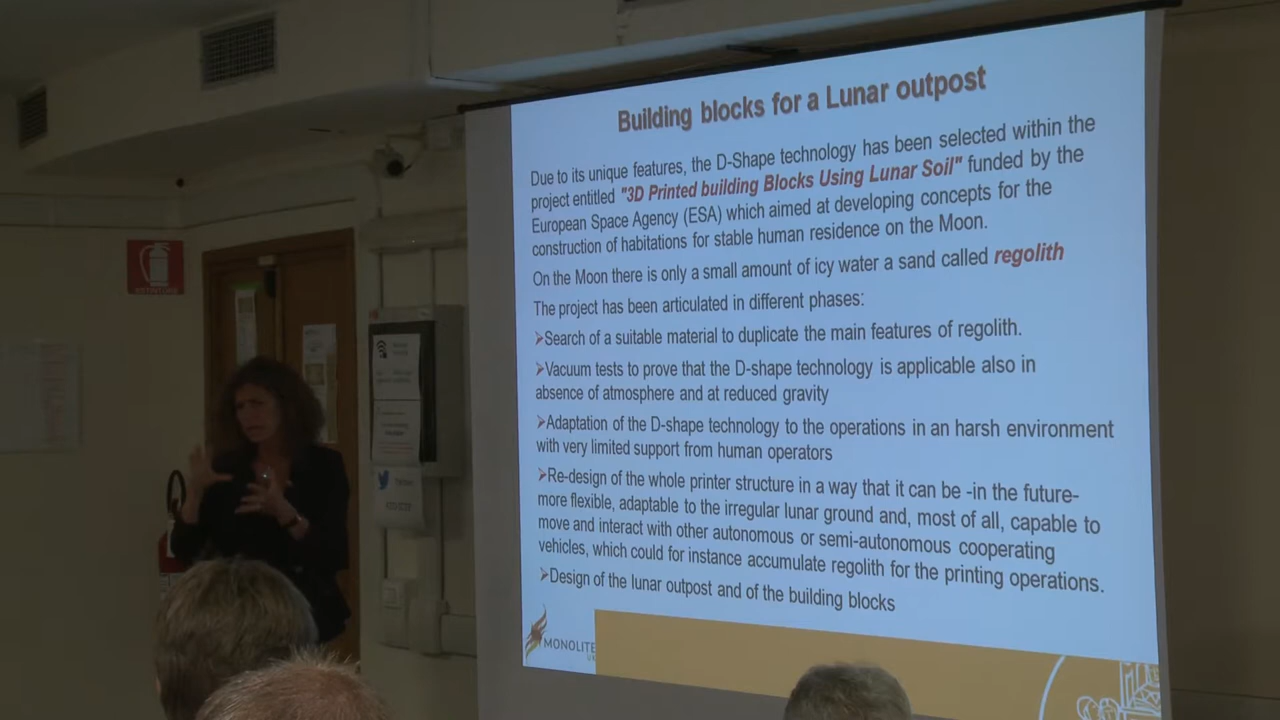 Building blocks for a Lunar outpost
Due to its unique features, the D-Shape technology has been selected within the
project entitled "3D Printed building Blocks Using Lunar Soil" funded by the
European Space Agency (ESA) which aimed at developing concepts for the
construction of habitations for stable human residence on the Moon.
On the Moon there is only a small amount of icy water a sand called regolith
The project has been articulated in different phases:
➢Search of a suitable material to duplicate the main features of regolith.
➢Vacuum tests to prove that the D-shape technology is applicable also in
absence of atmosphere and at reduced gravity
➢Adaptation of the D-shape technology to the operations in an harsh environment
with very limited support from human operators
➢Re-design of the whole printer structure in a way that it can be -in the future-
more flexible, adaptable to the irregular lunar ground and, most of all, capable to
move and interact with other autonomous or semi-autonomous cooperating
vehicles, which could for instance accumulate regolith for the printing operations.
➢Design of the lunar outpost and of the building blocks
MONOLITE